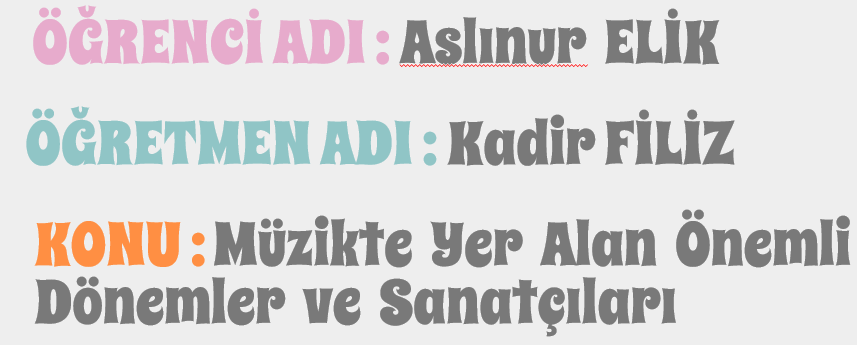 ÖĞRENCİ ADI : Aslınur ELİK
ÖĞRETMEN ADI : Kadir FİLİZ
KONU : Müzikte Yer Alan Önemli
Dönemler ve Sanatçıları